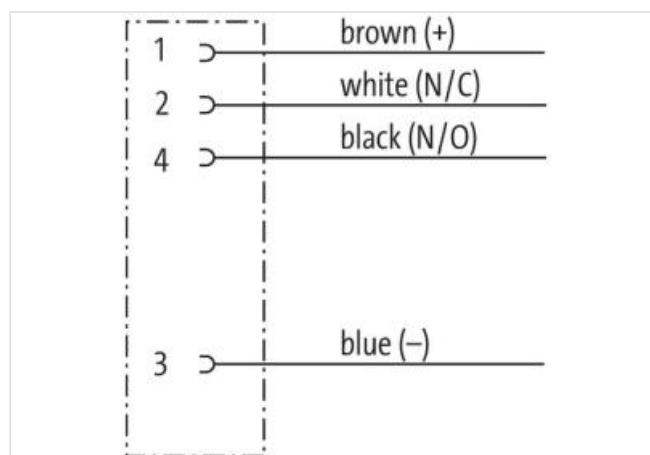 1 brown (+)
2 white (N/C)
4 black (N/O)
3 blue (–)